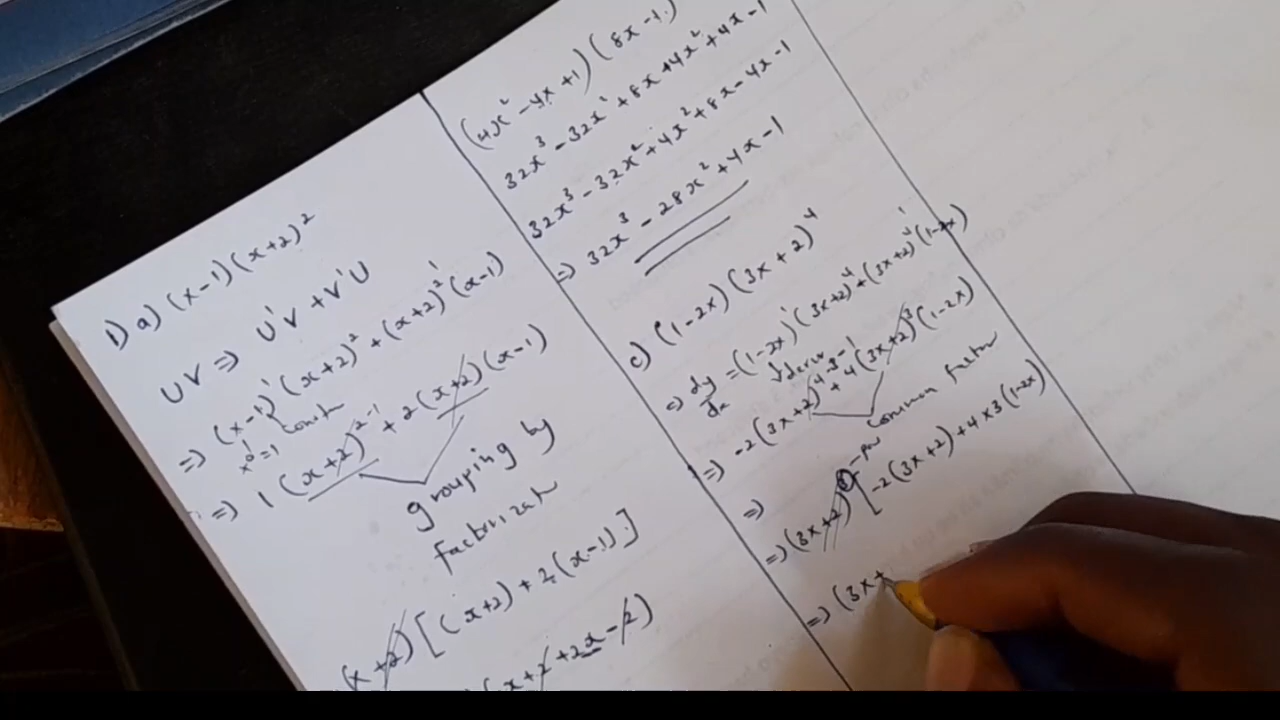 1) a) (x-1)(x+2)²
UV ⇒ U'V + V'U
⇒ (x-1)' (x+2)² + (x+2)²' (x-1)
⇒ 1 (x+2)²⁻¹ + 2(x+2)(x-1)
grouping by
(x+2)[(x+2) + 2(x-1)]
x+2 +2x-2)
(4x² - 4x +1)(8x-1)
32x³ - 32x² + 8x + 4x² + 4x - 1
32x³ - 32x² + 4x² + 8x - 4x - 1
⇒ 32x³ - 28x² + 4x - 1
c) (1-2x)(3x+2)⁴
⇒ dy/dx = (1-2x)' (3x+2)⁴ + (3x+2)⁴' (1-2x)
⇒ -2(3x+2)⁴⁻³⁻¹ + 4(3x+2)³(1-2x)
common factor
⇒
⇒ (3x+2)³[-2(3x+2) + 4×3(1-2x)
⇒ (3x+